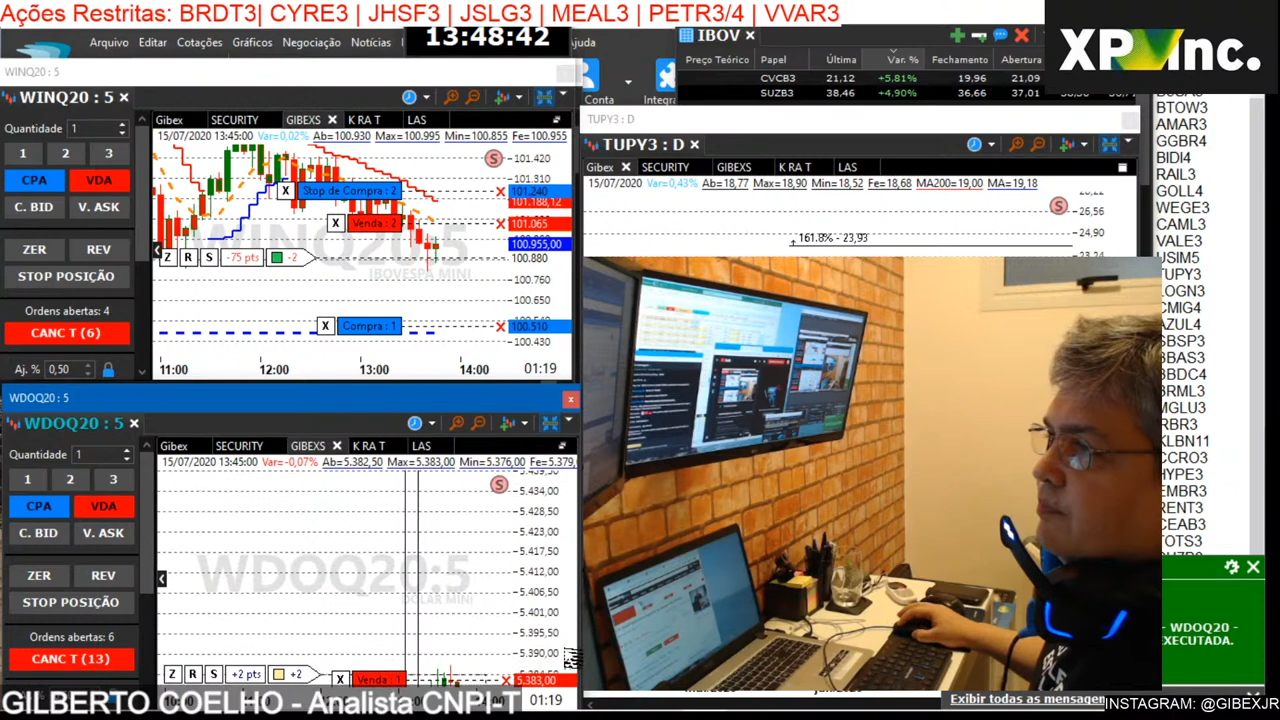 Ações Restritas: BRDT3| CYRE3 | JHSF3 | JSLG3 | MEAL3 | PETR3/4 | VVAR3
Arquivo Editar Cotações Gráficos Negociação Notícias
13:48:42
Ajuda
IBOV
XP Inc.
Preço Teórico Papel Última Var. % Fechamento Abertura
CVCB3 21,12 +5,81% 19,96 21,09
SUZB3 38,46 +4,90% 36,66 37,01
Conta
WINQ20 : 5
WINQ20 : 5
Quantidade 1
1 2 3
CPA VDA
C. BID V. ASK
ZER REV
STOP POSIÇÃO
Ordens abertas: 4
CANC T (6)
Aj. % 0,50
Gibex SECURITY GIBEXS K RA T LAS
15/07/2020 13:45:00 Var=0,02% Ab=100.930 Max=100.995 Min=100.855 Fe=100.955
101.420
101.310
Stop de Compra : 2 101.240
101.188,12
Venda : 2 101.065
100.955,00
Z R S -75 pts -2 100.880
100.760
100.650
Compra : 1 100.510
100.430
WINQ20:5
IBOVESPA MINI
11:00 12:00 13:00 14:00 01:19
TUPY3 : D
TUPY3 : D
Gibex SECURITY GIBEXS K RA T LAS
15/07/2020 Var=0,43% Ab=18,77 Max=18,90 Min=18,52 Fe=18,68 MA200=19,00 MA=19,18
26,56
24,90
161.8% - 23,93
BTOW3
AMAR3
GGBR4
BIDI4
RAIL3
GOLL4
WEGE3
CAML3
VALE3
USIM5
TUPY3
LOGN3
CMIG4
AZUL4
SBSP3
BBAS3
BBDC4
BRML3
MGLU3
KLBN11
CCRO3
HYPE3
EMBR3
RENT3
CEAB3
TOTS3
WDOQ20 : 5
WDOQ20 : 5
Quantidade 1
1 2 3
CPA VDA
C. BID V. ASK
ZER REV
STOP POSIÇÃO
Ordens abertas: 6
CANC T (13)
Gibex SECURITY GIBEXS K RA T LAS
15/07/2020 13:45:00 Var=-0,07% Ab=5.382,50 Max=5.383,00 Min=5.376,00 Fe=5.379,
5.439,50
5.434,00
5.428,50
5.423,00
5.417,50
5.412,00
5.406,50
5.401,00
5.395,50
5.390,00
WDOQ20:5
DOLAR MINI
Z R S +2 pts +2 Venda : 1 5.383,00
01:19
- WDOQ20 -
EXECUTADA.
Exibir todas as mensagen
GILBERTO COELHO - Analista CNPI-T
INSTAGRAM: @GIBEXJR